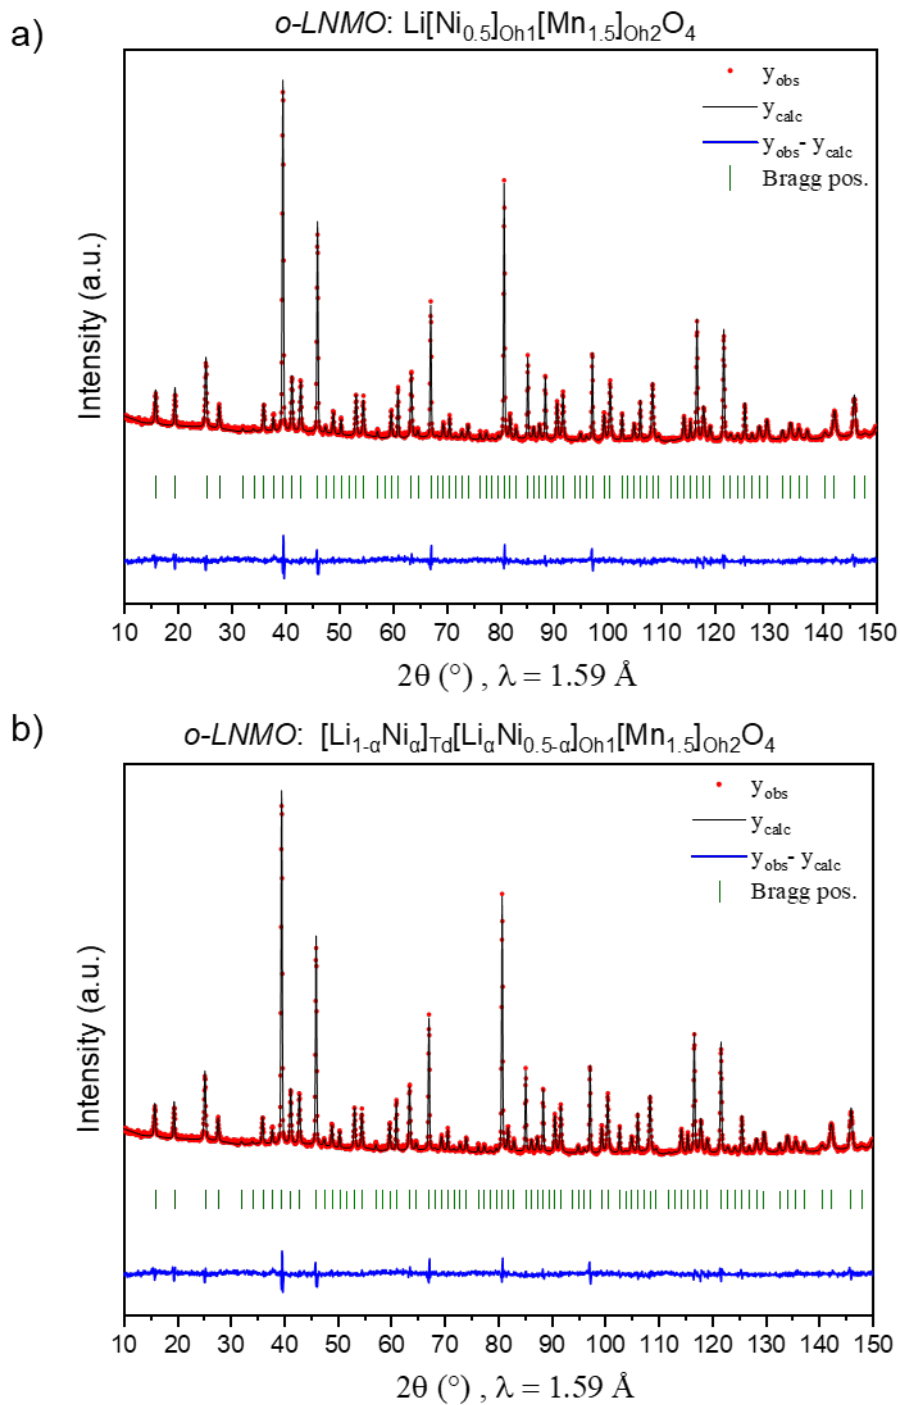 a)
o-LNMO: Li[Ni0.5]Oh1[Mn1.5]Oh2O4
yobs
ycalc
yobs- ycalc
Bragg pos.
Intensity (a.u.)
10 20 30 40 50 60 70 80 90 100 110 120 130 140 150
2θ (°) , λ = 1.59 Å
b)
o-LNMO: [Li1-αNiα]Td[LiαNi0.5-α]Oh1[Mn1.5]Oh2O4
yobs
ycalc
yobs- ycalc
Bragg pos.
Intensity (a.u.)
10 20 30 40 50 60 70 80 90 100 110 120 130 140 150
2θ (°) , λ = 1.59 Å